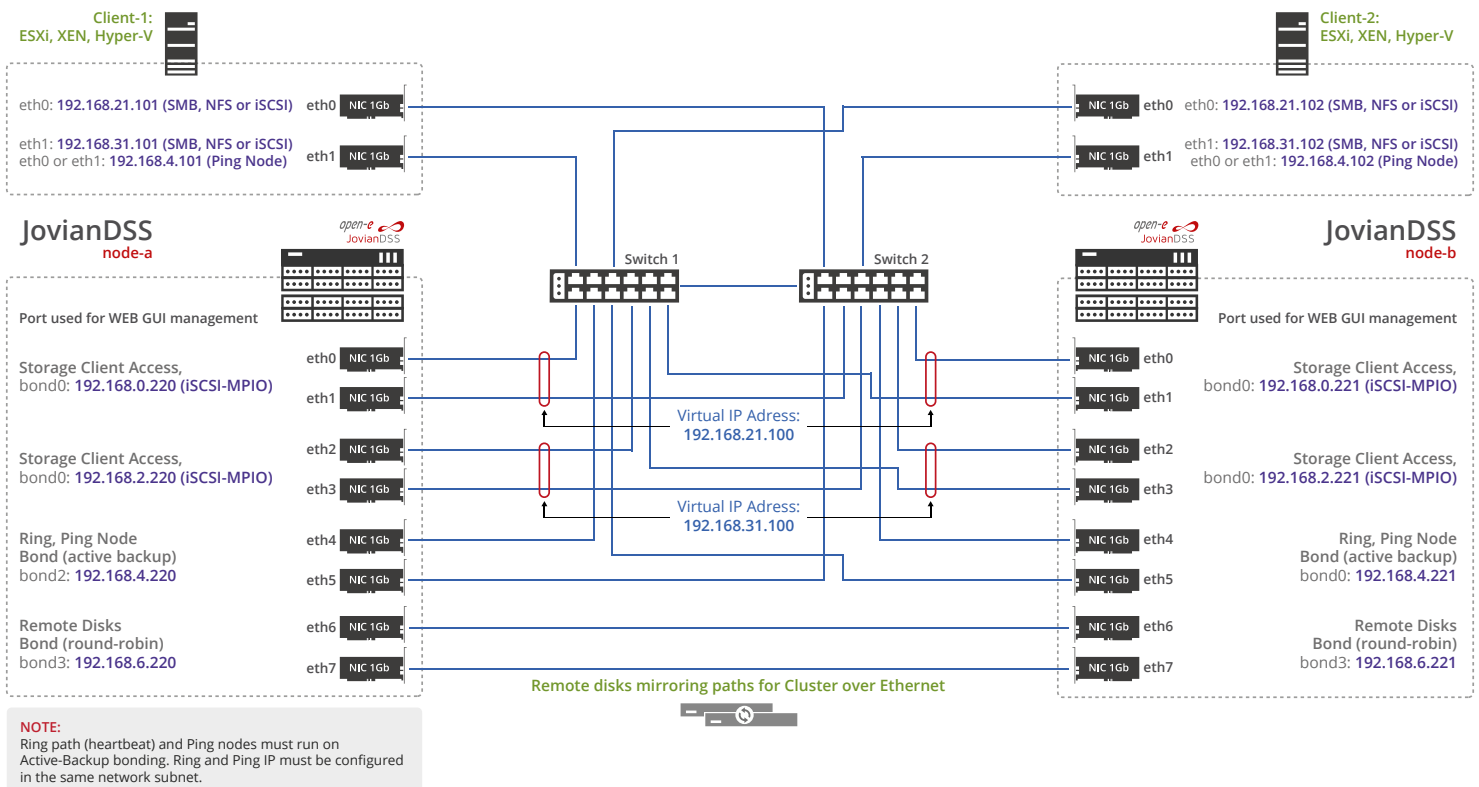 Client-1:
ESXi, XEN, Hyper-V
eth0: 192.168.21.101 (SMB, NFS or iSCSI)
eth0
NIC 1Gb
eth1: 192.168.31.101 (SMB, NFS or iSCSI)
eth0 or eth1: 192.168.4.101 (Ping Node)
eth1
NIC 1Gb
Client-2:
ESXi, XEN, Hyper-V
NIC 1Gb
eth0
eth0: 192.168.21.102 (SMB, NFS or iSCSI)
NIC 1Gb
eth1
eth1: 192.168.31.102 (SMB, NFS or iSCSI)
eth0 or eth1: 192.168.4.102 (Ping Node)
Switch 1
Switch 2
JovianDSS
node-a
open-e
JovianDSS
Port used for WEB GUI management
Storage Client Access,
bond0: 192.168.0.220 (iSCSI-MPIO)
eth0
NIC 1Gb
eth1
NIC 1Gb
Storage Client Access,
bond0: 192.168.2.220 (iSCSI-MPIO)
eth2
NIC 1Gb
eth3
NIC 1Gb
Ring, Ping Node
Bond (active backup)
bond2: 192.168.4.220
eth4
NIC 1Gb
eth5
NIC 1Gb
Remote Disks
Bond (round-robin)
bond3: 192.168.6.220
eth6
NIC 1Gb
eth7
NIC 1Gb
Virtual IP Adress:
192.168.21.100
Virtual IP Adress:
192.168.31.100
open-e
JovianDSS
JovianDSS
node-b
Port used for WEB GUI management
NIC 1Gb
eth0
NIC 1Gb
eth1
Storage Client Access,
bond0: 192.168.0.221 (iSCSI-MPIO)
NIC 1Gb
eth2
NIC 1Gb
eth3
Storage Client Access,
bond0: 192.168.2.221 (iSCSI-MPIO)
NIC 1Gb
eth4
NIC 1Gb
eth5
Ring, Ping Node
Bond (active backup)
bond0: 192.168.4.221
NIC 1Gb
eth6
NIC 1Gb
eth7
Remote Disks
Bond (round-robin)
bond3: 192.168.6.221
Remote disks mirroring paths for Cluster over Ethernet
NOTE:
Ring path (heartbeat) and Ping nodes must run on
Active-Backup bonding. Ring and Ping IP must be configured
in the same network subnet.